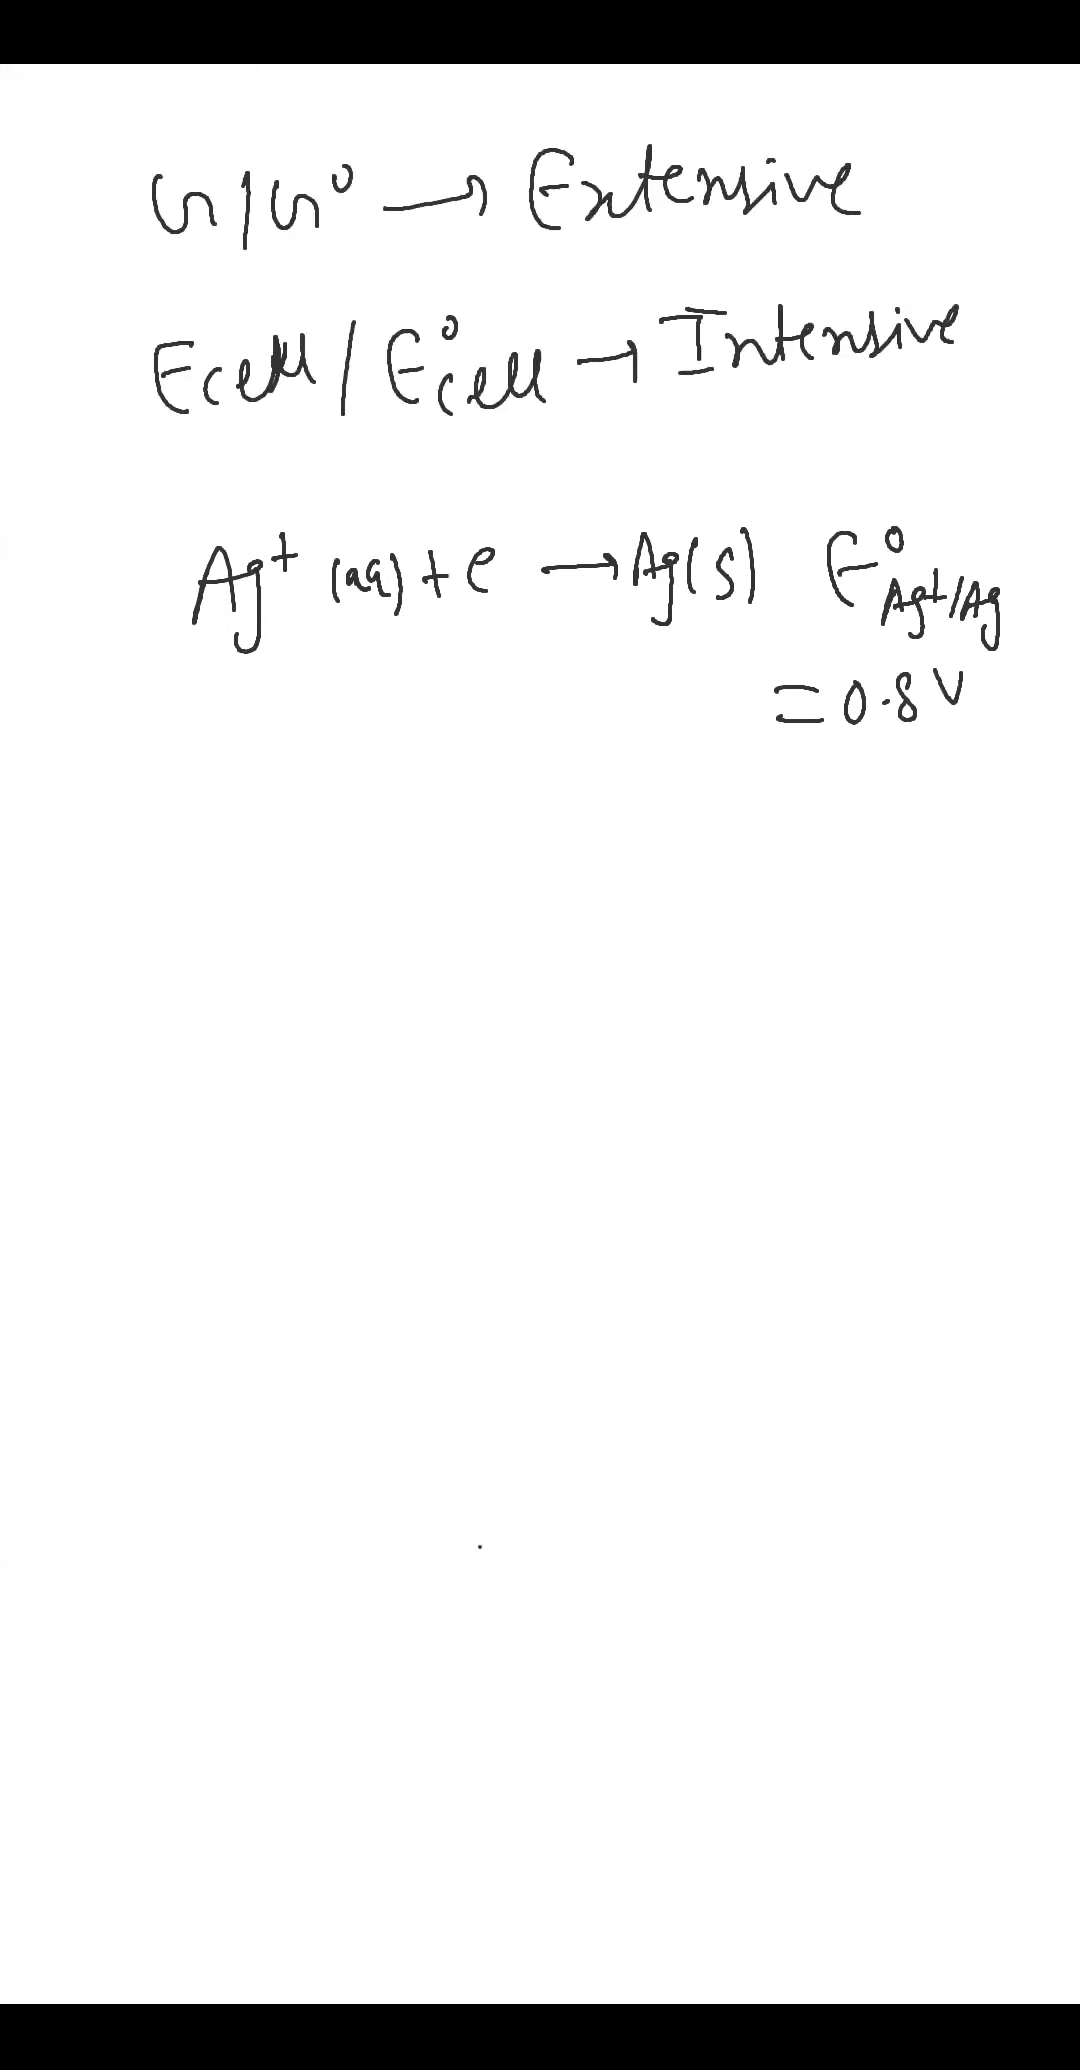 G/G° → Extensive
Ecell/E°cell → Intensive
Ag⁺ (aq) + e → Ag(s) E°Ag⁺/Ag
= 0.8 V